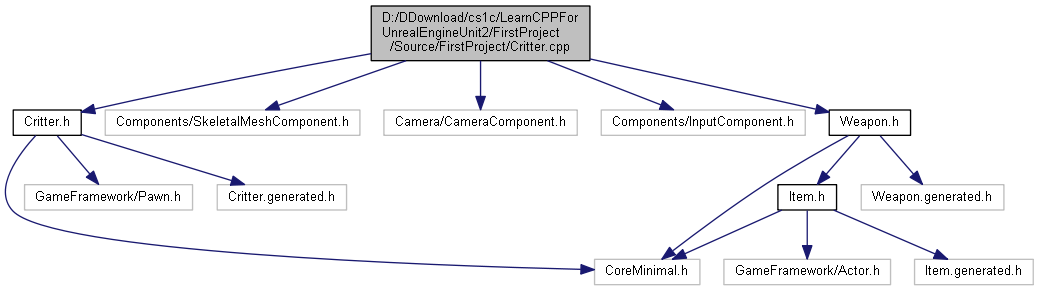 D:/DDownload/cs1c/LearnCPPFor
UnrealEngineUnit2/FirstProject
/Source/FirstProject/Critter.cpp
Critter.h
Components/SkeletalMeshComponent.h
Camera/CameraComponent.h
Components/InputComponent.h
Weapon.h
GameFramework/Pawn.h
Critter.generated.h
Item.h
Weapon.generated.h
CoreMinimal.h
GameFramework/Actor.h
Item.generated.h